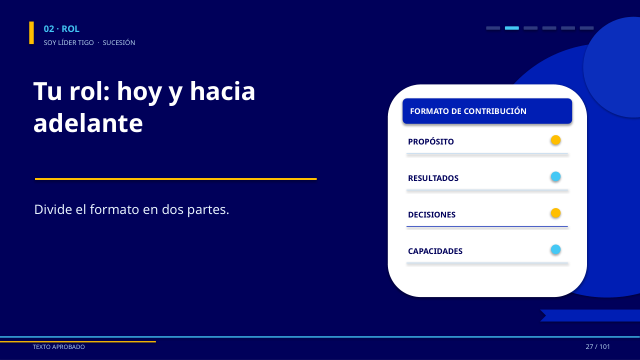 02 · ROL
SOY LÍDER TIGO · SUCESIÓN
Tu rol: hoy y hacia
adelante
Divide el formato en dos partes.
FORMATO DE CONTRIBUCIÓN
PROPÓSITO
RESULTADOS
DECISIONES
CAPACIDADES
TEXTO APROBADO
27 / 101